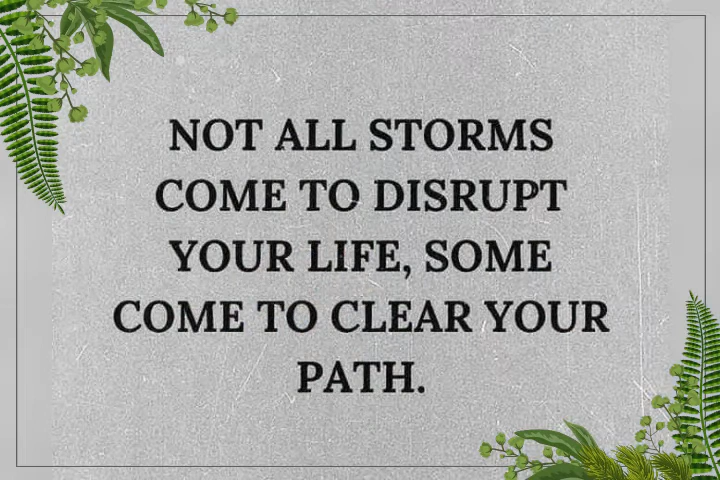 NOT ALL STORMS
COME TO DISRUPT
YOUR LIFE, SOME
COME TO CLEAR YOUR
PATH.